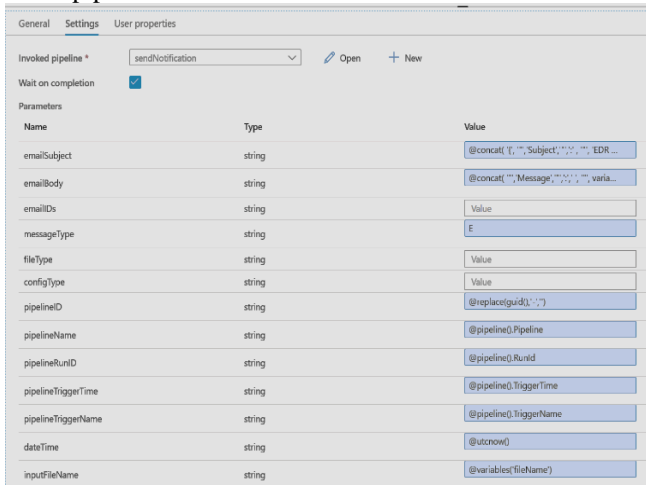 General Settings User properties
Invoked pipeline * sendNotification Open + New
Wait on completion
Parameters
Name Type Value
emailSubject string @concat( '{', '"','Subject','"',':' , '"', 'EDR ...
emailBody string @concat( '"','Message','"',':',' ', '"', varia...
emailIDs string Value
messageType string E
fileType string Value
configType string Value
pipelineID string @replace(guid(),'-','')
pipelineName string @pipeline().Pipeline
pipelineRunID string @pipeline().RunId
pipelineTriggerTime string @pipeline().TriggerTime
pipelineTriggerName string @pipeline().TriggerName
dateTime string @utcnow()
inputFileName string @variables('fileName')